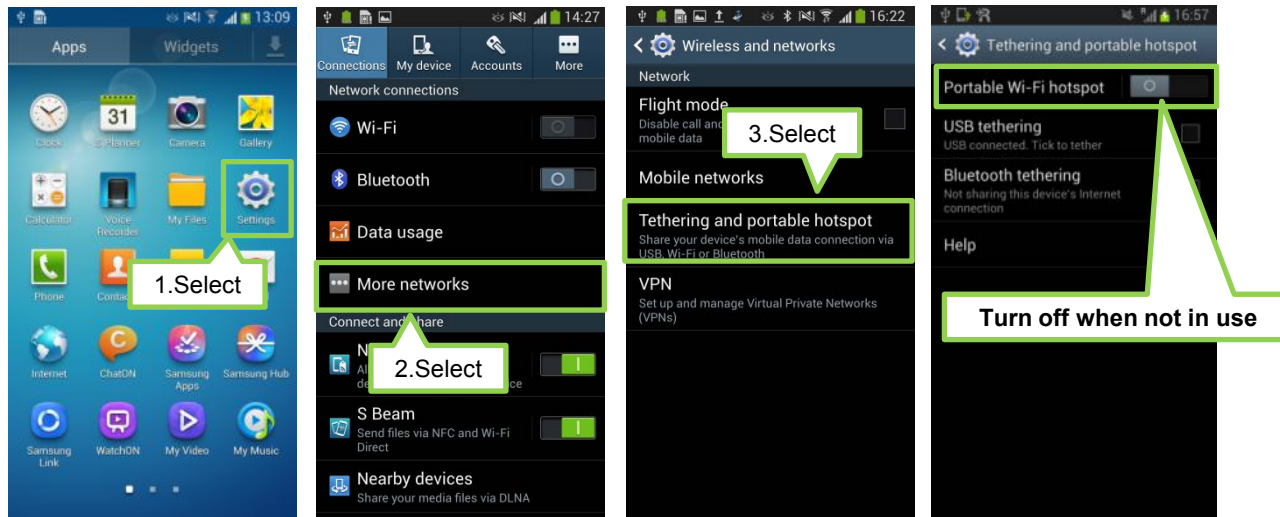 13:09
Apps Widgets
31
Clock S Planner Camera Gallery
Calculator Voice Recorder My Files Settings
1.Select
Phone
Internet ChatON Samsung Apps Samsung Hub
Samsung Link WatchON My Video My Music
14:27
Connections My device Accounts More
Network connections
Wi-Fi
Bluetooth
Data usage
More networks
Connect and share
2.Select
S Beam
Send files via NFC and Wi-Fi
Direct
Nearby devices
Share your media files via DLNA
16:22
Wireless and networks
Network
Flight mode
Disable call and
mobile data
3.Select
Mobile networks
Tethering and portable hotspot
Share your device's mobile data connection via
USB, Wi-Fi or Bluetooth
VPN
Set up and manage Virtual Private Networks
(VPNs)
16:57
Tethering and portable hotspot
Portable Wi-Fi hotspot
USB tethering
USB connected. Tick to tether
Bluetooth tethering
Not sharing this device's Internet
connection
Help
Turn off when not in use